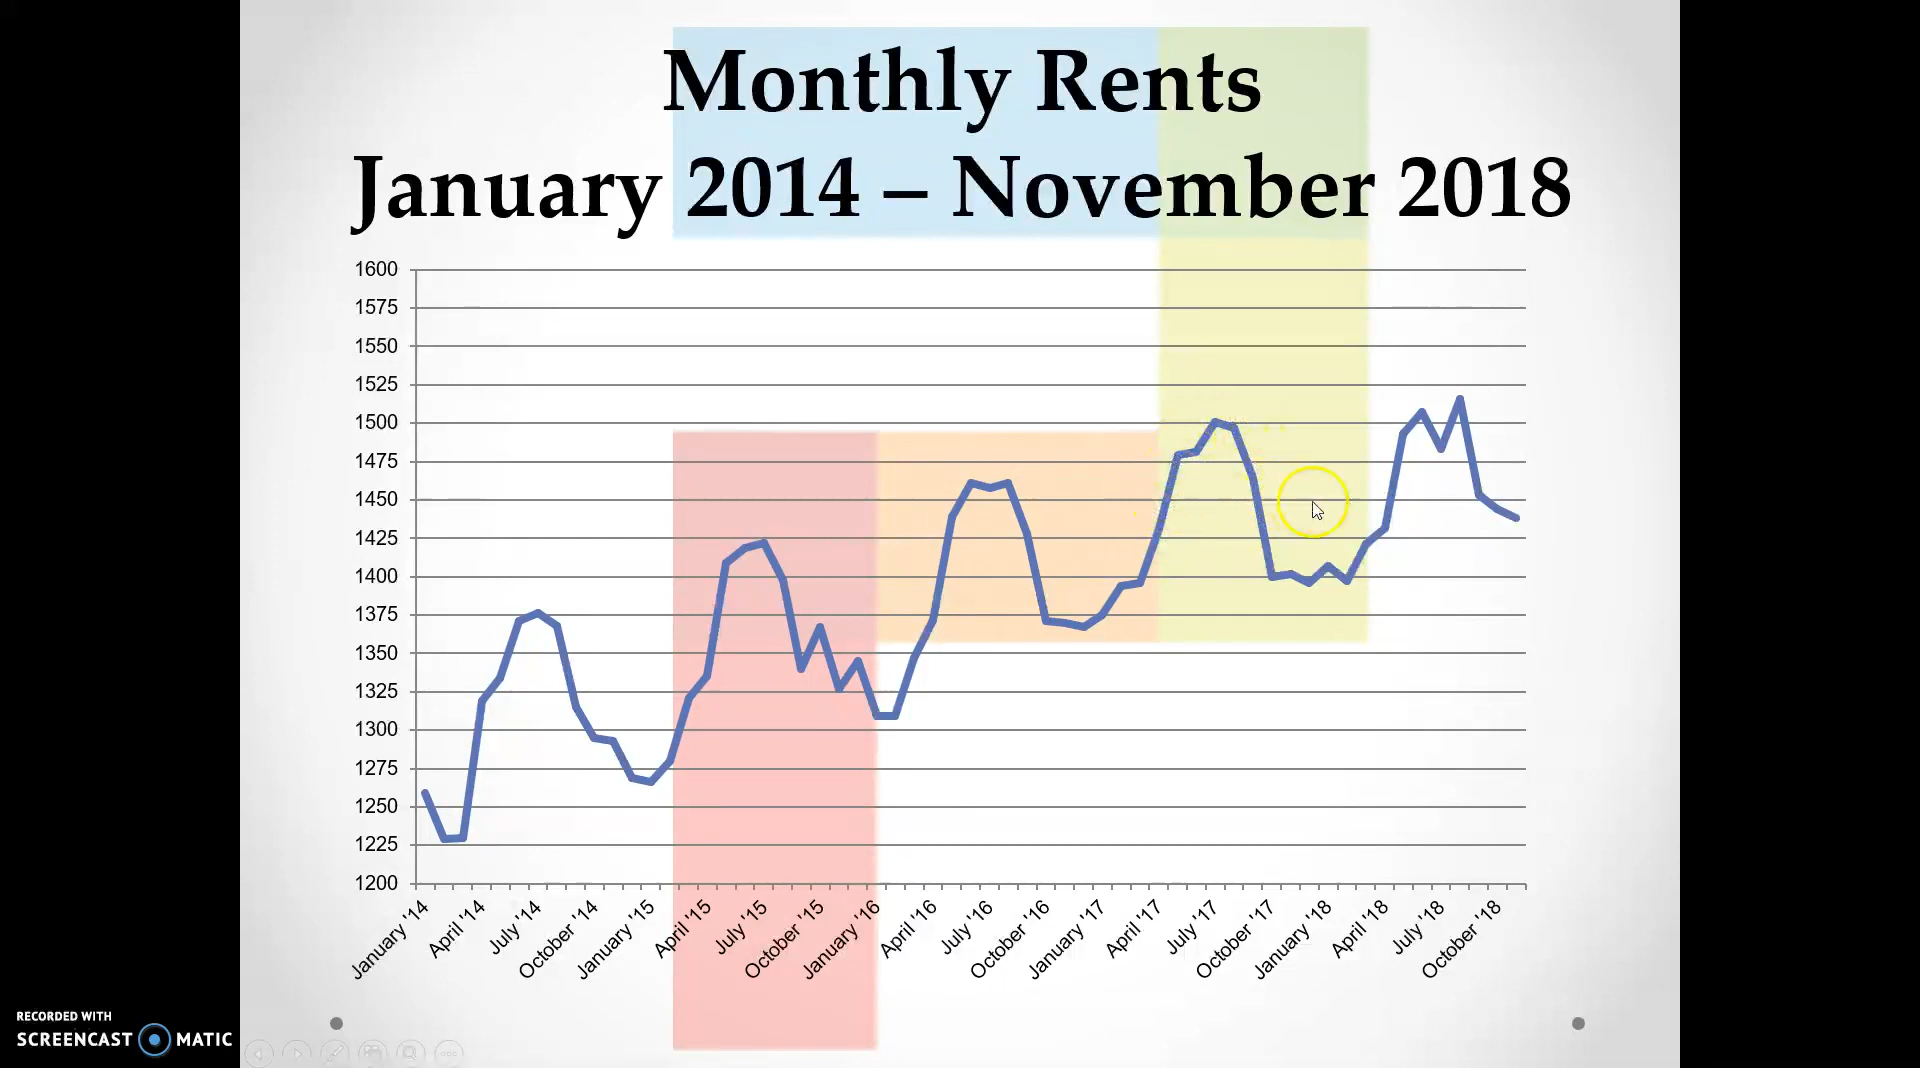 Monthly Rents
January 2014 – November 2018
1600
1575
1550
1525
1500
1475
1450
1425
1400
1375
1350
1325
1300
1275
1250
1225
1200
January '14
April '14
July '14
October '14
January '15
April '15
July '15
October '15
January '16
April '16
July '16
October '16
January '17
April '17
July '17
October '17
January '18
April '18
July '18
October '18
RECORDED WITH
SCREENCAST MATIC